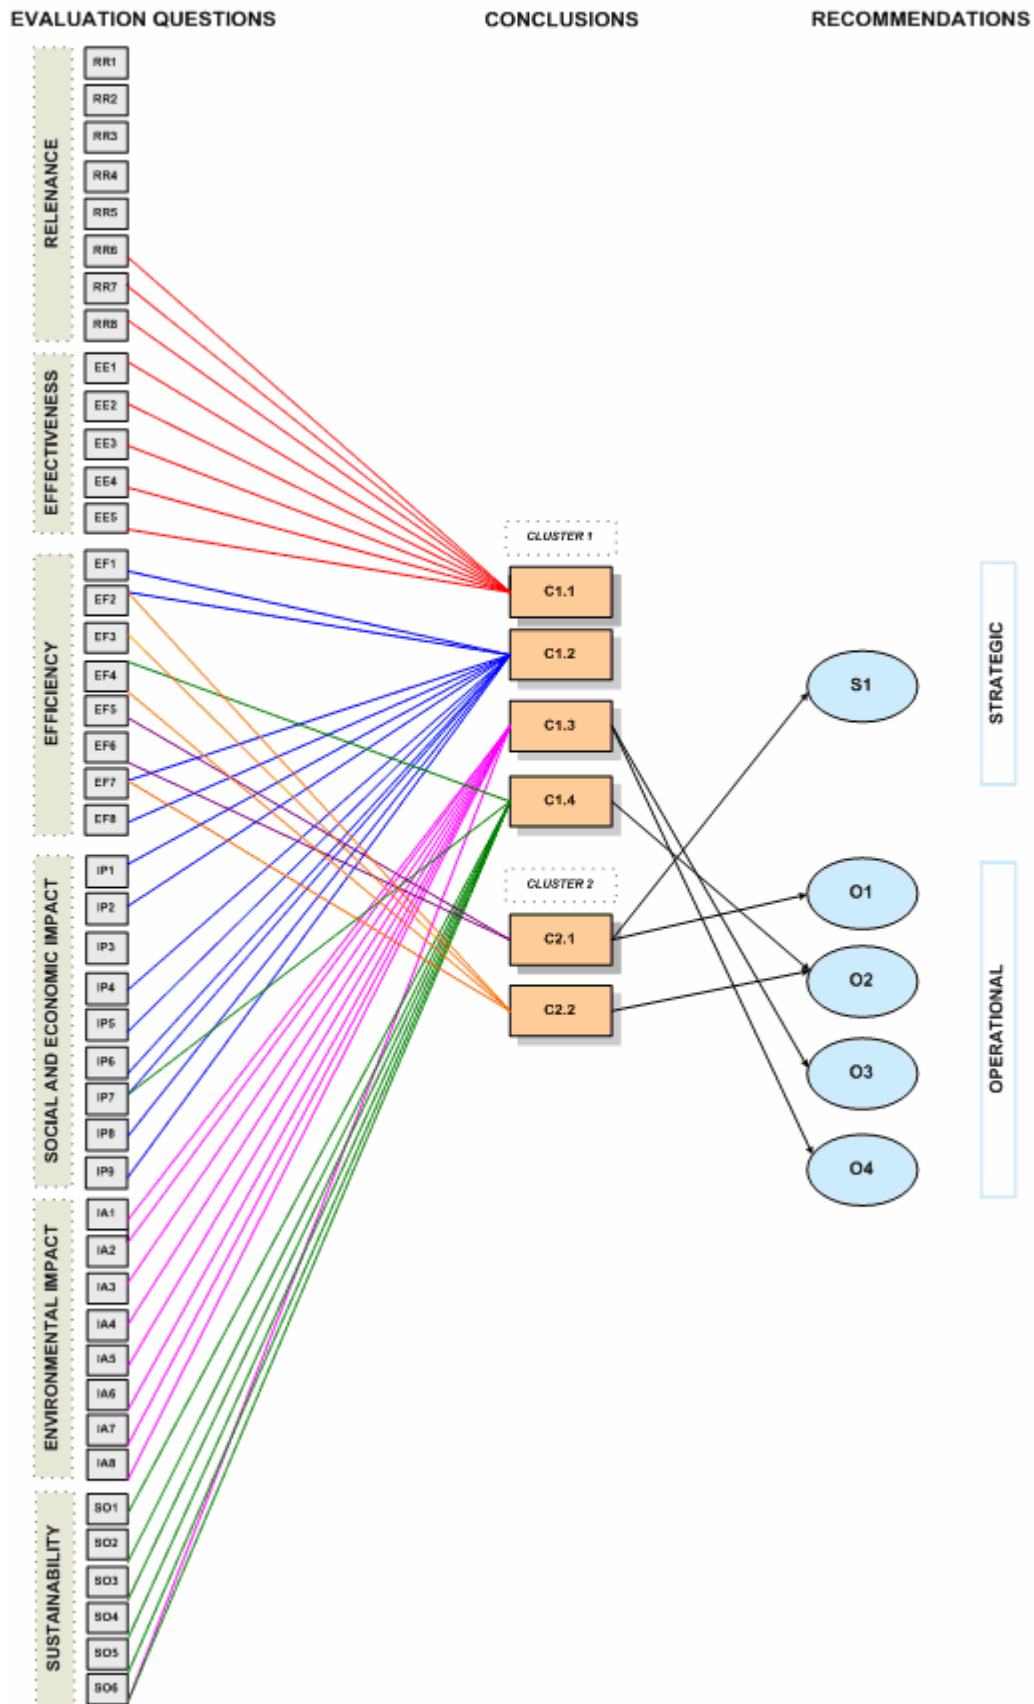 EVALUATION QUESTIONS
CONCLUSIONS
RECOMMENDATIONS
RELENANCE
RR1
RR2
RR3
RR4
RR5
RR6
RR7
RR8
EFFECTIVENESS
EE1
EE2
EE3
EE4
EE5
EFFICIENCY
EF1
EF2
EF3
EF4
EF5
EF6
EF7
EF8
SOCIAL AND ECONOMIC IMPACT
IP1
IP2
IP3
IP4
IP5
IP6
IP7
IP8
IP9
ENVIRONMENTAL IMPACT
IA1
IA2
IA3
IA4
IA5
IA6
IA7
IA8
SUSTAINABILITY
SO1
SO2
SO3
SO4
SO5
SO6
CLUSTER 1
C1.1
C1.2
C1.3
C1.4
CLUSTER 2
C2.1
C2.2
S1
O1
O2
O3
O4
STRATEGIC
OPERATIONAL